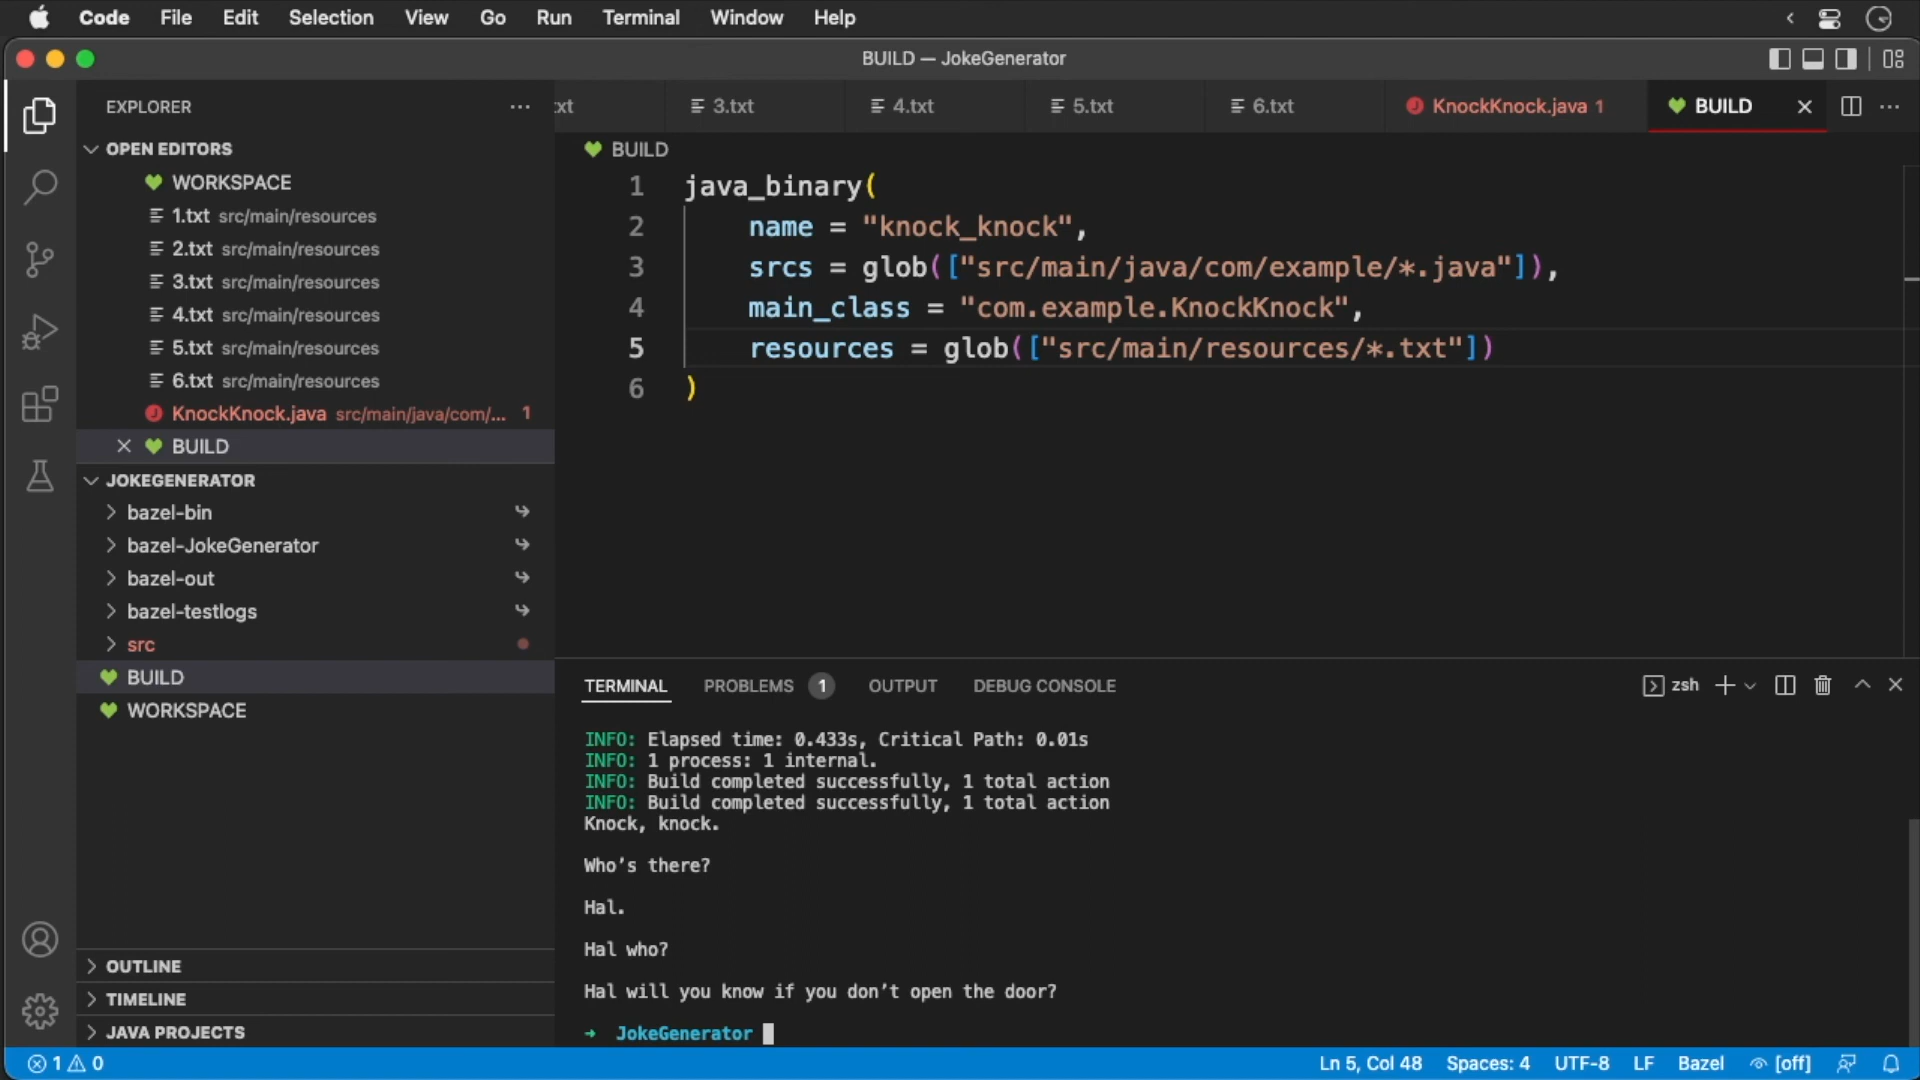 Code File Edit Selection View Go Run Terminal Window Help
BUILD — JokeGenerator
EXPLORER
xt 3.txt 4.txt 5.txt 6.txt KnockKnock.java 1 BUILD
OPEN EDITORS
WORKSPACE
1.txt src/main/resources
2.txt src/main/resources
3.txt src/main/resources
4.txt src/main/resources
5.txt src/main/resources
6.txt src/main/resources
KnockKnock.java src/main/java/com/... 1
BUILD
JOKEGENERATOR
bazel-bin
bazel-JokeGenerator
bazel-out
bazel-testlogs
src
BUILD
WORKSPACE
OUTLINE
TIMELINE
JAVA PROJECTS
BUILD
1 java_binary(
2 name = "knock_knock",
3 srcs = glob(["src/main/java/com/example/*.java"]),
4 main_class = "com.example.KnockKnock",
5 resources = glob(["src/main/resources/*.txt"])
6 )
TERMINAL PROBLEMS 1 OUTPUT DEBUG CONSOLE zsh
INFO: Elapsed time: 0.433s, Critical Path: 0.01s
INFO: 1 process: 1 internal.
INFO: Build completed successfully, 1 total action
INFO: Build completed successfully, 1 total action
Knock, knock.
Who’s there?
Hal.
Hal who?
Hal will you know if you don’t open the door?
➜ JokeGenerator
1 0 Ln 5, Col 48 Spaces: 4 UTF-8 LF Bazel [off]